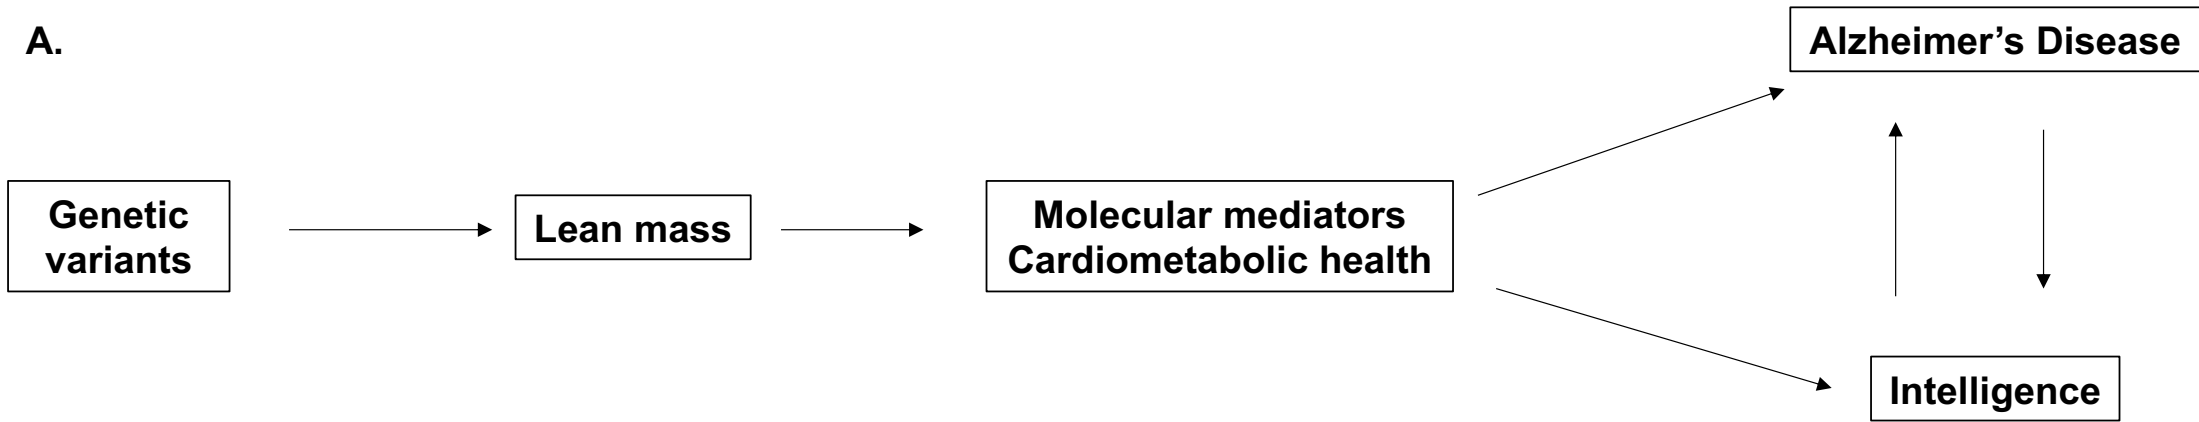 A.
Alzheimer’s Disease
Genetic
variants
Lean mass
Molecular mediators
Cardiometabolic health
Intelligence